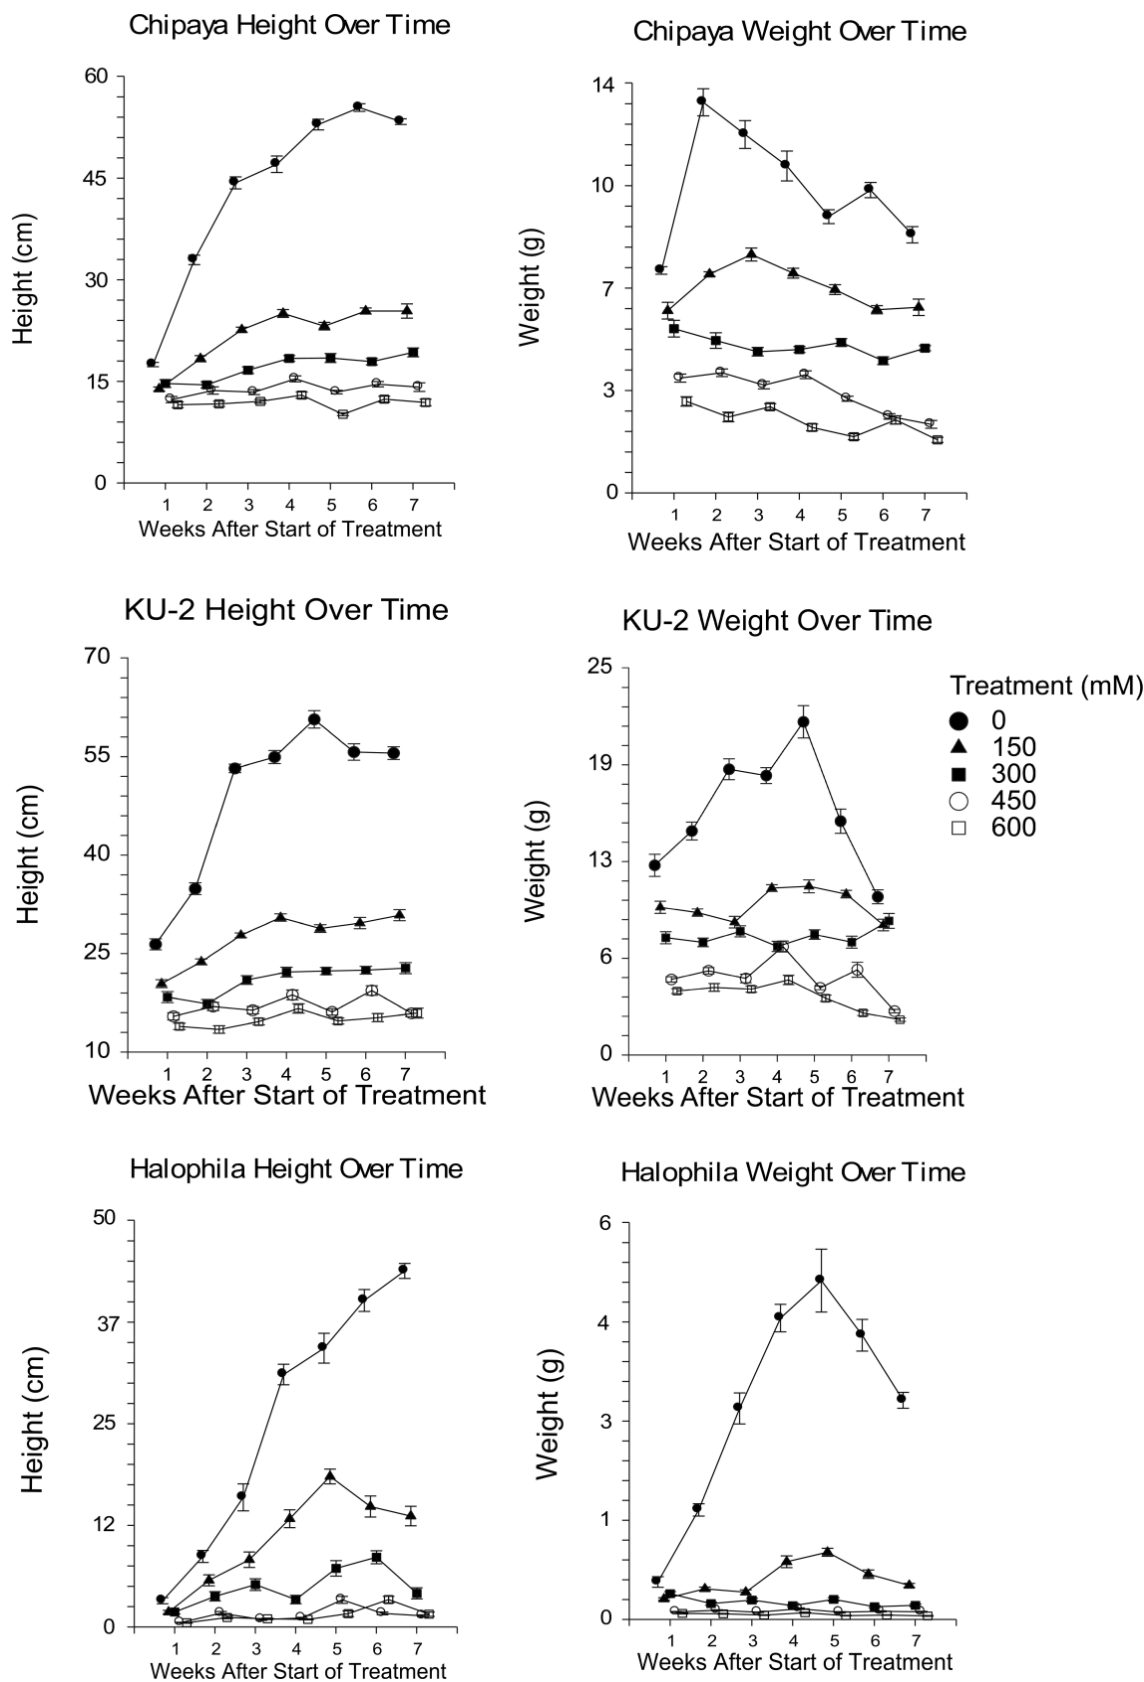 Chipaya Height Over Time
60
45
30
15
0
Height (cm)
1 2 3 4 5 6 7
Weeks After Start of Treatment
Chipaya Weight Over Time
14
10
7
3
0
Weight (g)
1 2 3 4 5 6 7
Weeks After Start of Treatment
KU-2 Height Over Time
70
55
40
25
10
Height (cm)
1 2 3 4 5 6 7
Weeks After Start of Treatment
KU-2 Weight Over Time
25
19
13
6
0
Weight (g)
1 2 3 4 5 6 7
Weeks After Start of Treatment
Treatment (mM)
0
150
300
450
600
Halophila Height Over Time
50
37
25
12
0
Height (cm)
1 2 3 4 5 6 7
Weeks After Start of Treatment
Halophila Weight Over Time
6
4
3
1
0
Weight (g)
1 2 3 4 5 6 7
Weeks After Start of Treatment